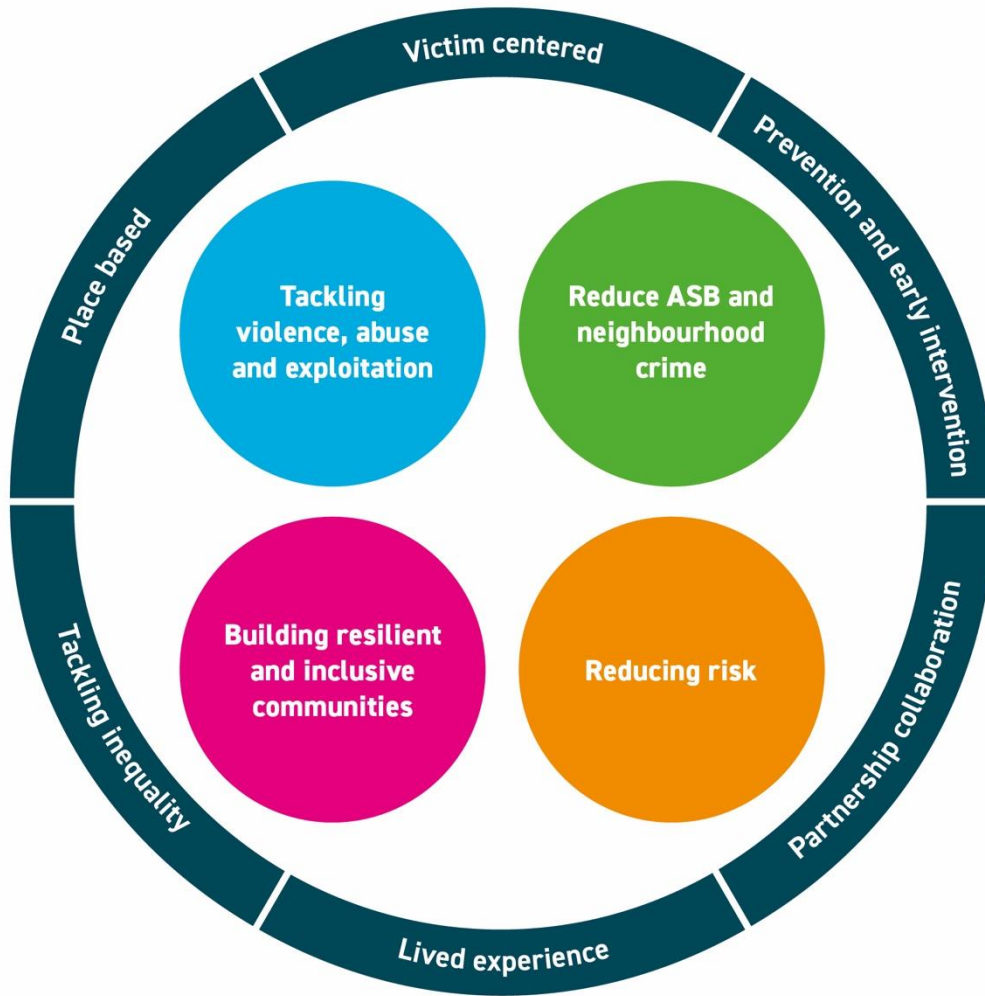 Victim centered
Prevention and early intervention
Partnership collaboration
Lived experience
Tackling inequality
Place based
Tackling
violence, abuse
and exploitation
Reduce ASB and
neighbourhood
crime
Building resilient
and inclusive
communities
Reducing risk